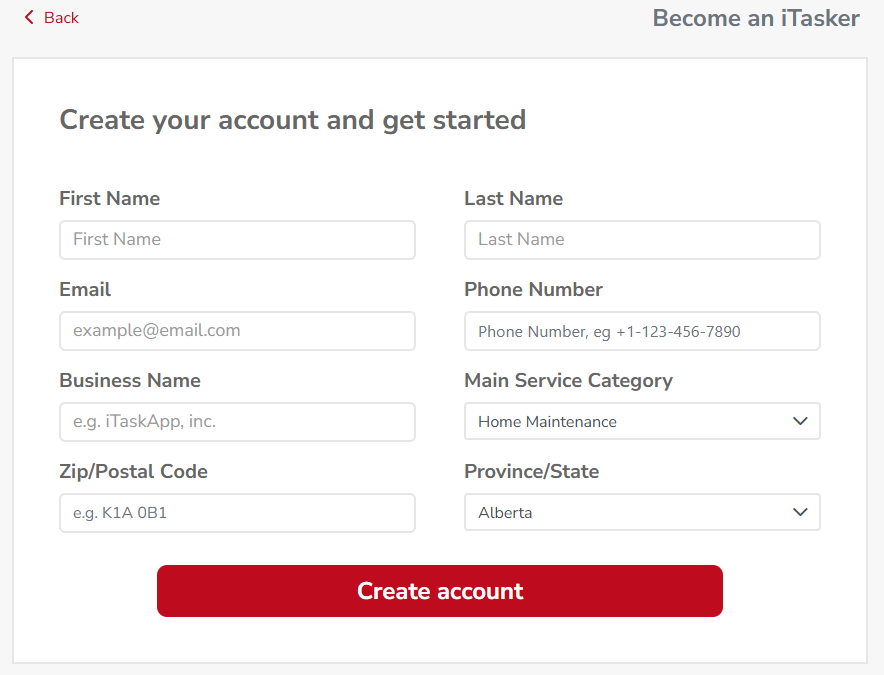 Back
Become an iTasker
Create your account and get started
First Name
Last Name
First Name
Last Name
Email
Phone Number
example@email.com
Phone Number, eg +1-123-456-7890
Business Name
Main Service Category
e.g. iTaskApp, inc.
Home Maintenance
Zip/Postal Code
Province/State
e.g. K1A 0B1
Alberta
Create account